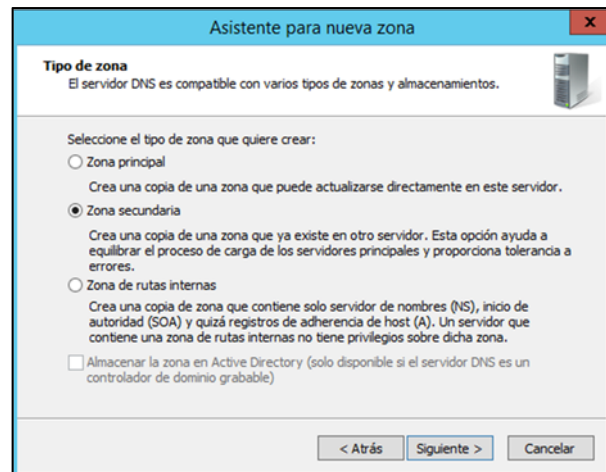 Asistente para nueva zona
x
Tipo de zona
El servidor DNS es compatible con varios tipos de zonas y almacenamientos.
Seleccione el tipo de zona que quiere crear:
Zona principal
Crea una copia de una zona que puede actualizarse directamente en este servidor.
Zona secundaria
Crea una copia de una zona que ya existe en otro servidor. Esta opción ayuda a
equilibrar el proceso de carga de los servidores principales y proporciona tolerancia a
errores.
Zona de rutas internas
Crea una copia de zona que contiene solo servidor de nombres (NS), inicio de
autoridad (SOA) y quizá registros de adherencia de host (A). Un servidor que
contiene una zona de rutas internas no tiene privilegios sobre dicha zona.
Almacenar la zona en Active Directory (solo disponible si el servidor DNS es un
controlador de dominio grabable)
< Atrás Siguiente > Cancelar